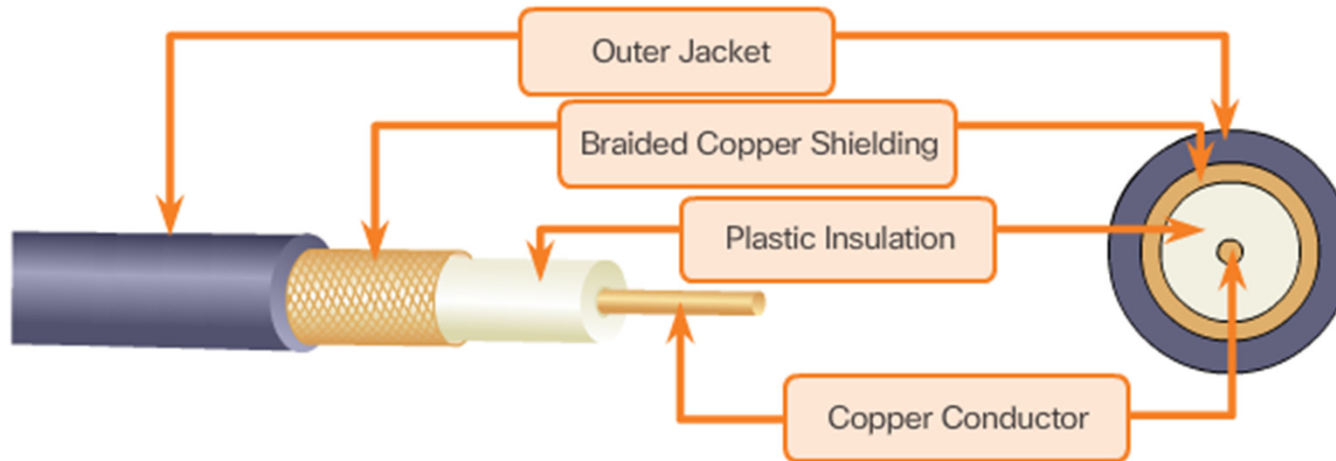 Outer Jacket
Braided Copper Shielding
Plastic Insulation
Copper Conductor